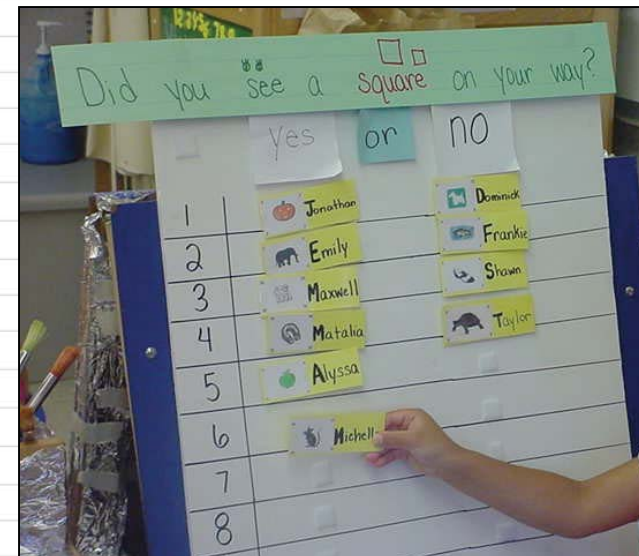 Did you see a square on your way?
yes or no
1 Jonathan Dominick
2 Emily Frankie
3 Maxwell Shawn
4 Matalia Taylor
5 Alyssa
6
7
8